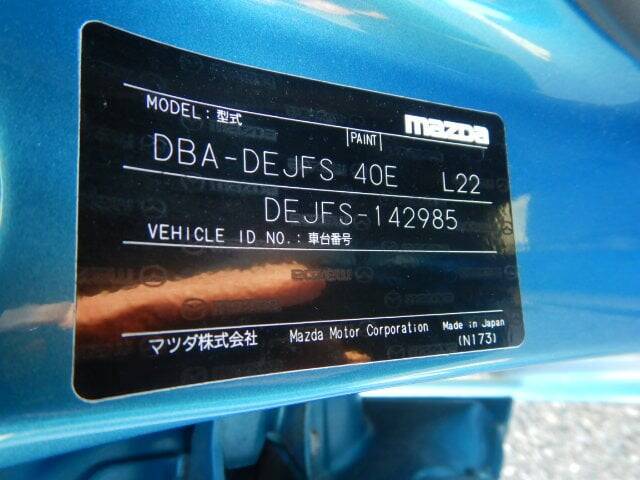 MODEL: 型式
PAINT
mazda
DBA-DEJFS 40E L22
DEJFS-142985
VEHICLE ID NO.: 車台番号
マツダ株式会社 Mazda Motor Corporation Made in Japan
(N173)